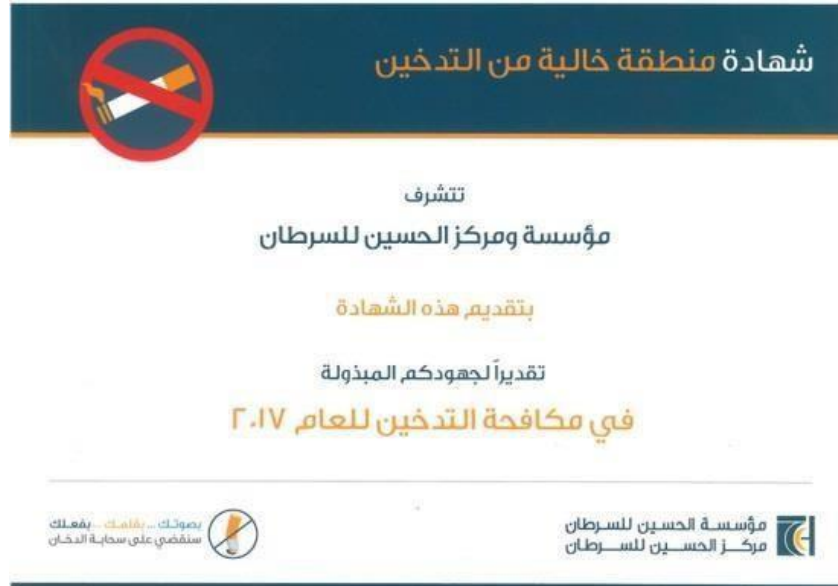 شهادة منطقة خالية من التدخين
تتشرف
مؤسسة ومركز الحسين للسرطان
بتقديم هذه الشهادة
تقديراً لجهودكم المبذولة
في مكافحة التدخين للعام ٢٠١٧
مؤسسة الحسين للسرطان
مركز الحسين للسرطان
بصوتك ... بقلمك ... بفعلك
سنقضي على سحابة الدخان